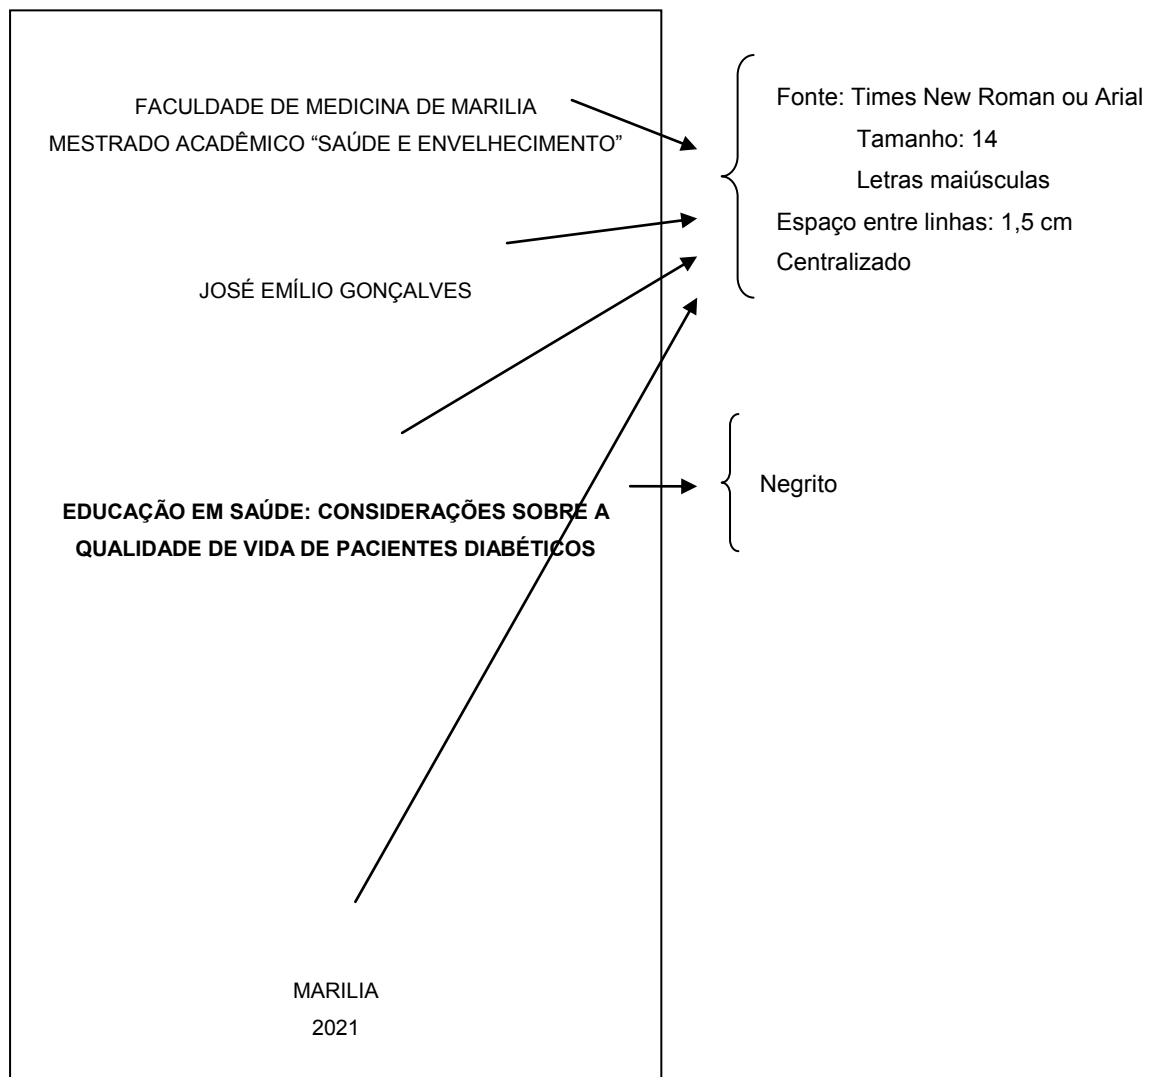 FACULDADE DE MEDICINA DE MARILIA
MESTRADO ACADÊMICO “SAÚDE E ENVELHECIMENTO”
JOSÉ EMÍLIO GONÇALVES
EDUCAÇÃO EM SAÚDE: CONSIDERAÇÕES SOBRE A
QUALIDADE DE VIDA DE PACIENTES DIABÉTICOS
MARILIA
2021
Fonte: Times New Roman ou Arial
Tamanho: 14
Letras maiúsculas
Espaço entre linhas: 1,5 cm
Centralizado
Negrito